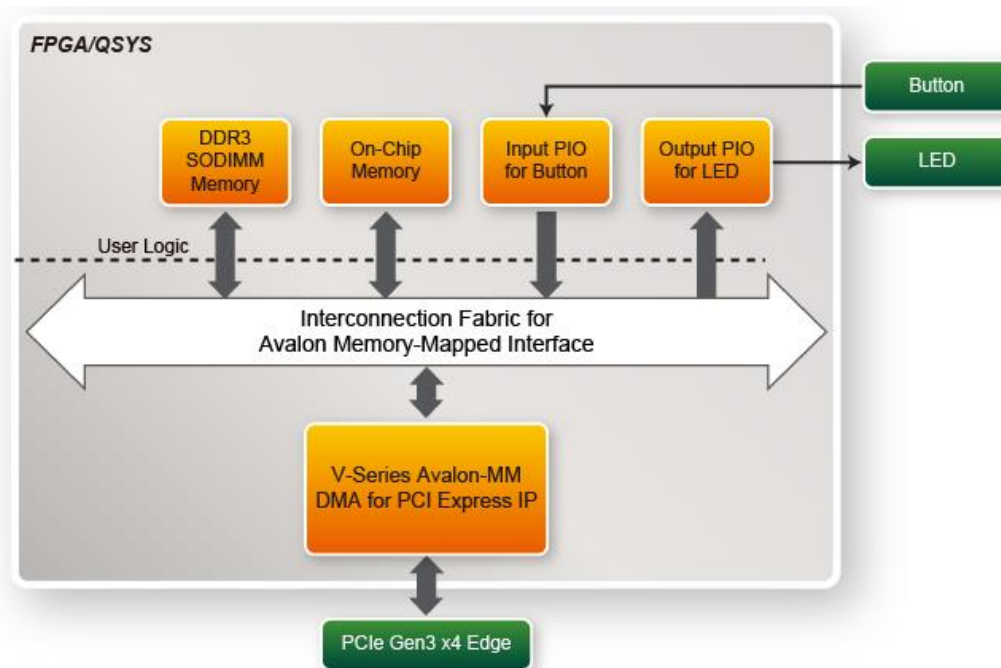 FPGA/QSYS
Button
LED
DDR3
SODIMM
Memory
On-Chip
Memory
Input PIO
for Button
Output PIO
for LED
User Logic
Interconnection Fabric for
Avalon Memory-Mapped Interface
V-Series Avalon-MM
DMA for PCI Express IP
PCIe Gen3 x4 Edge